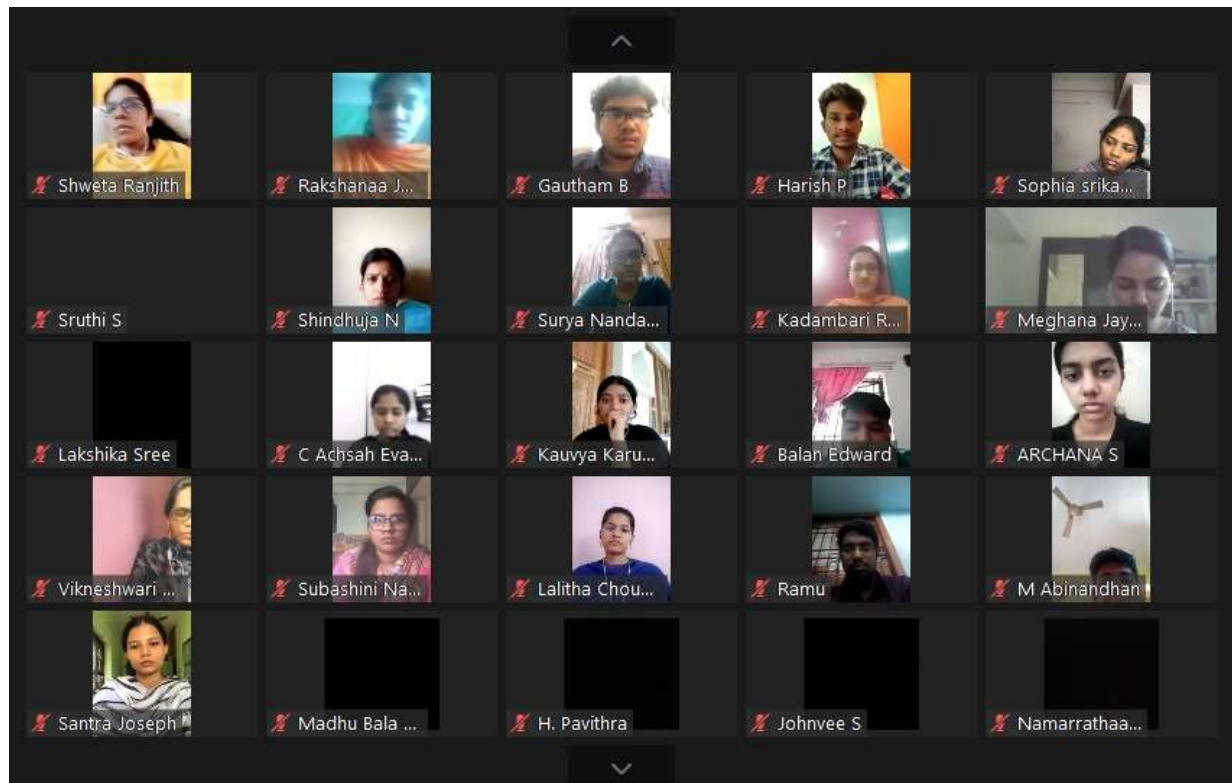 Shweta Ranjith
Rakshanaa J...
Gautham B
Harish P
Sophia srika...
Sruthi S
Shindhuja N
Surya Nanda...
Kadambari R...
Meghana Jay...
Lakshika Sree
C Achsah Eva...
Kauvya Karu...
Balan Edward
ARCHANA S
Vikneshwari ...
Subashini Na...
Lalitha Chou...
Ramu
M Abinandhan
Santra Joseph
Madhu Bala ...
H. Pavithra
Johnvee S
Namarrathaa...